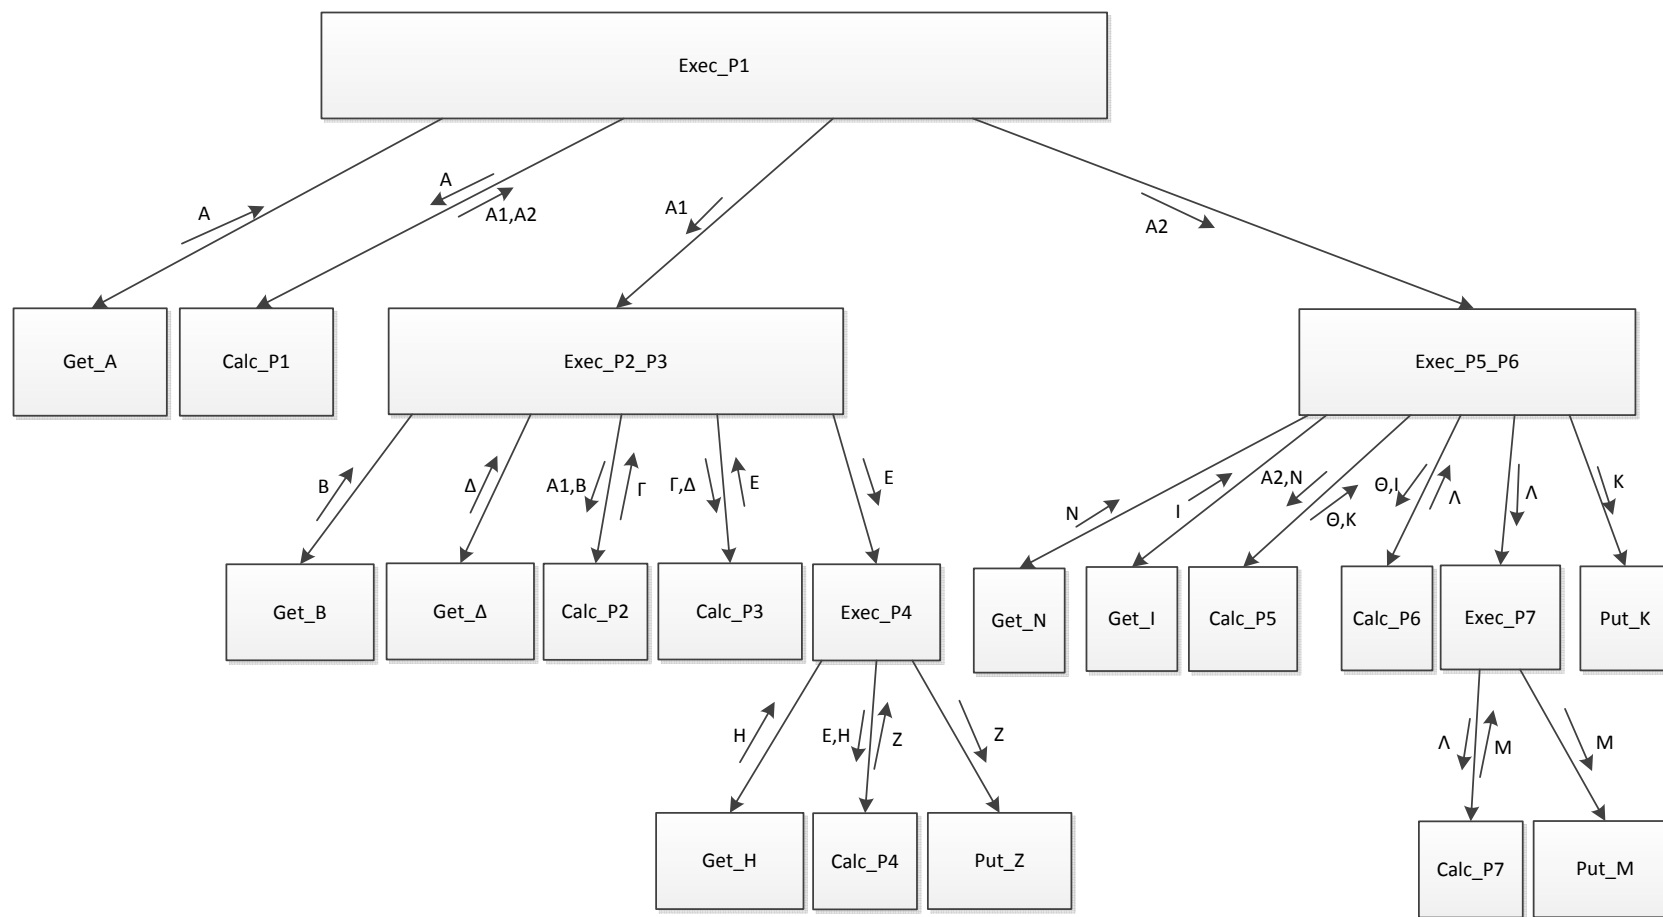 Exec_P1
A
A
A1,A2
A1
A2
Get_A
Calc_P1
Exec_P2_P3
Exec_P5_P6
B
Δ
A1,B
Γ
Γ,Δ
E
E
N
I
A2,N
Θ,K
Θ,I
Λ
Λ
K
Get_B
Get_Δ
Calc_P2
Calc_P3
Exec_P4
Get_N
Get_I
Calc_P5
Calc_P6
Exec_P7
Put_K
H
E,H
Z
Z
Λ
M
M
Get_H
Calc_P4
Put_Z
Calc_P7
Put_M